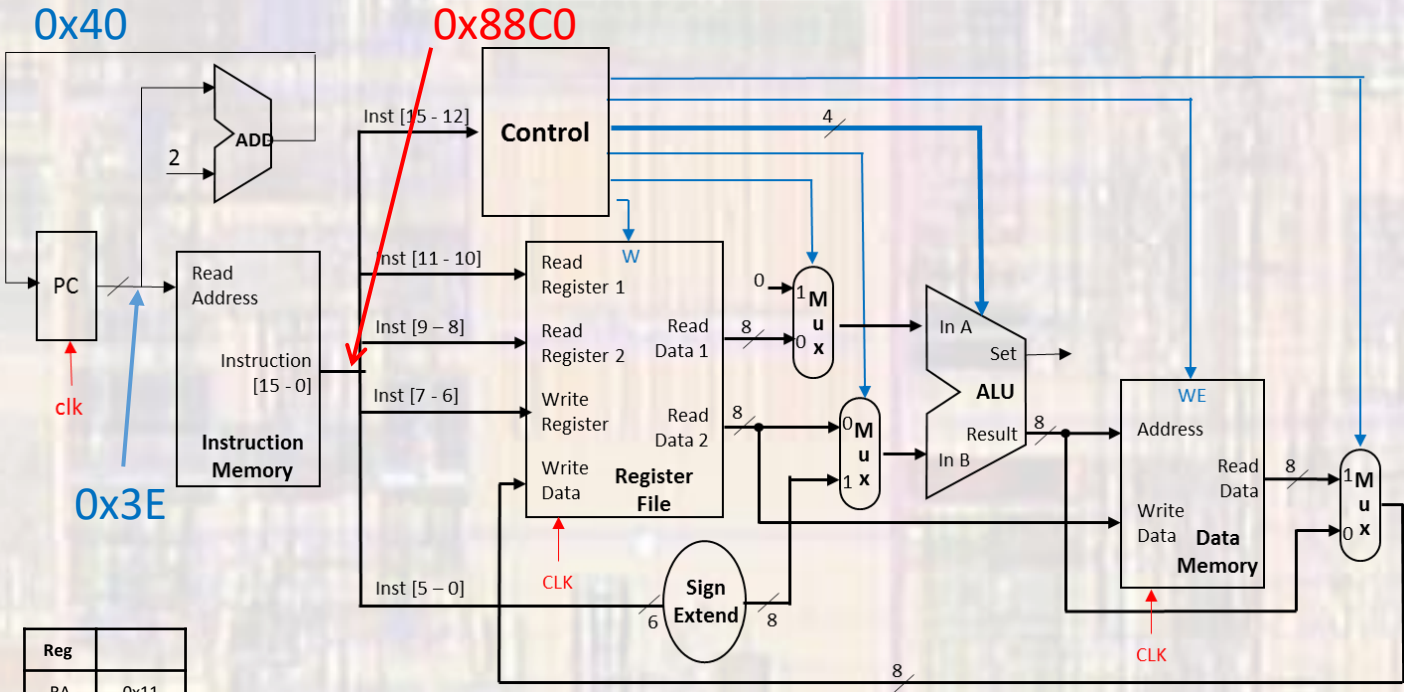 0x40
0x88C0
ADD
2
Inst [15 - 12]
Control
4
PC
clk
0x3E
Read
Address
Instruction
[15 - 0]
Instruction
Memory
Inst [11 - 10]
Inst [9 – 8]
Inst [7 - 6]
Inst [5 – 0]
W
Read
Register 1
Read
Register 2
Write
Register
Write
Data
Read
Data 1
Read
Data 2
Register
File
CLK
8
8
0
1
0
M
u
x
0
1
M
u
x
6
Sign
Extend
8
In A
Set
ALU
Result
In B
8
WE
Address
Read
Data
Write
Data
Data
Memory
CLK
8
1
0
M
u
x
8
Reg
RA
0x11